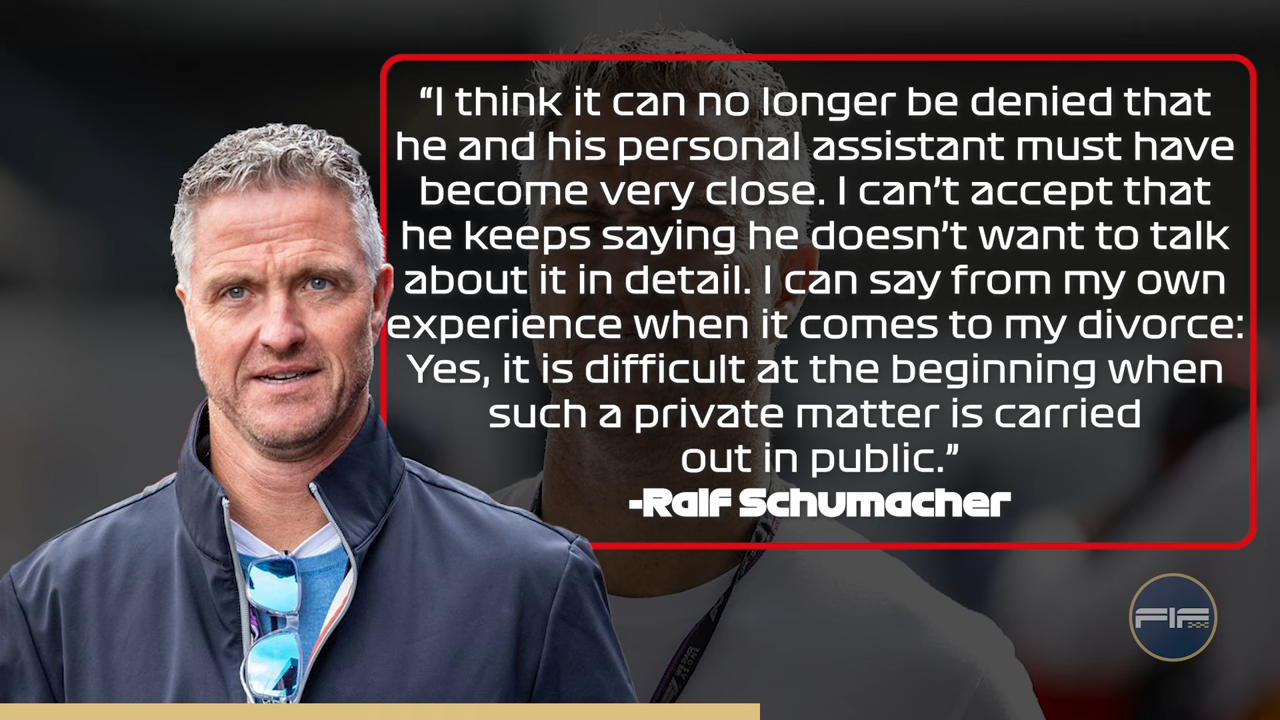 “I think it can no longer be denied that
he and his personal assistant must have
become very close. I can’t accept that
he keeps saying he doesn’t want to talk
about it in detail. I can say from my own
experience when it comes to my divorce:
Yes, it is difficult at the beginning when
such a private matter is carried
out in public.”
-Ralf Schumacher
FIF